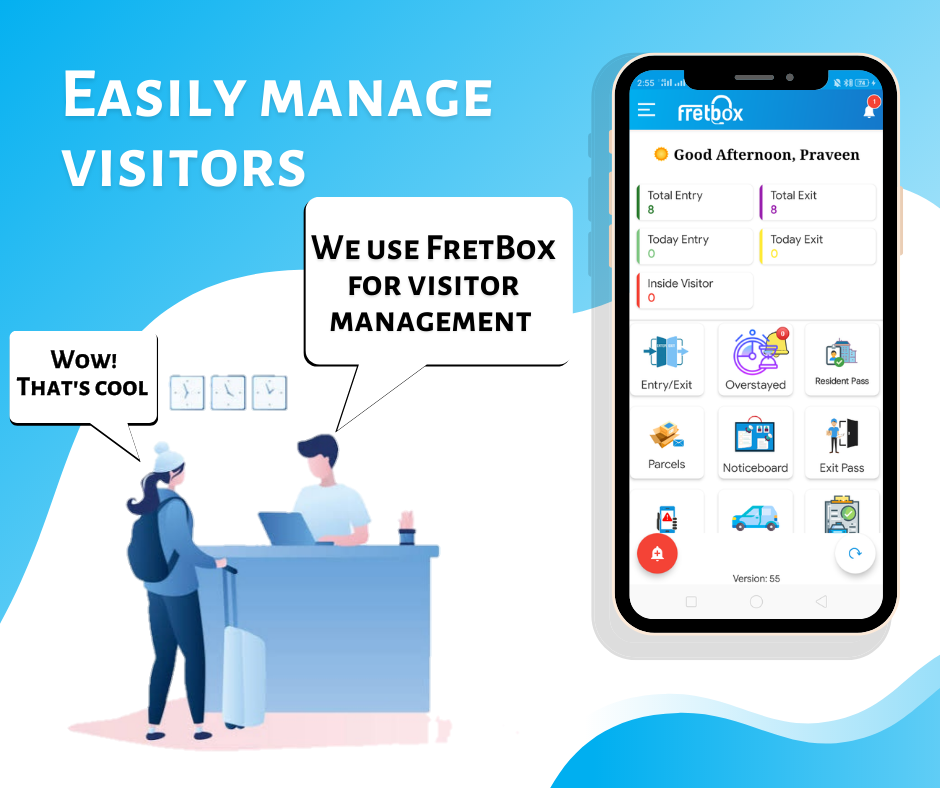 Easily manage
visitors
We use FretBox
for visitor
management
Wow!
That's cool
2:55
76
fretbox
1
Good Afternoon, Praveen
Total Entry
8
Total Exit
8
Today Entry
0
Today Exit
0
Inside Visitor
0
Entry/Exit
0
Overstayed
Resident Pass
Parcels
Noticeboard
Exit Pass
Version: 55